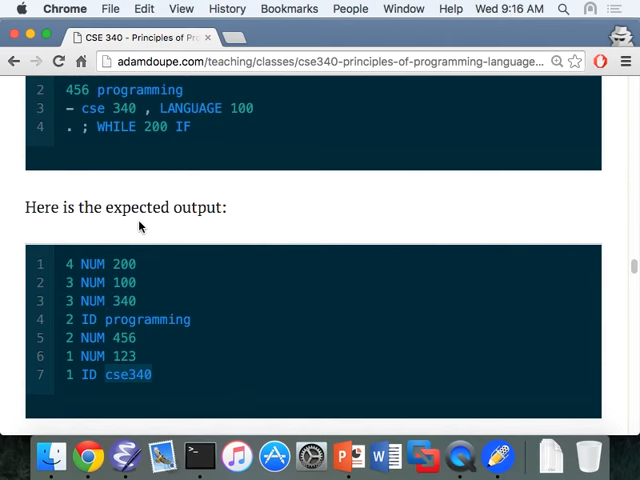 Chrome File Edit View History Bookmarks People Window Help Wed 9:16 AM
CSE 340 - Principles of Pr
adamdoupe.com/teaching/classes/cse340-principles-of-programming-language...
2 456 programming
3 - cse 340 , LANGUAGE 100
4 . ; WHILE 200 IF
Here is the expected output:
1 4 NUM 200
2 3 NUM 100
3 3 NUM 340
4 2 ID programming
5 2 NUM 456
6 1 NUM 123
7 1 ID cse340